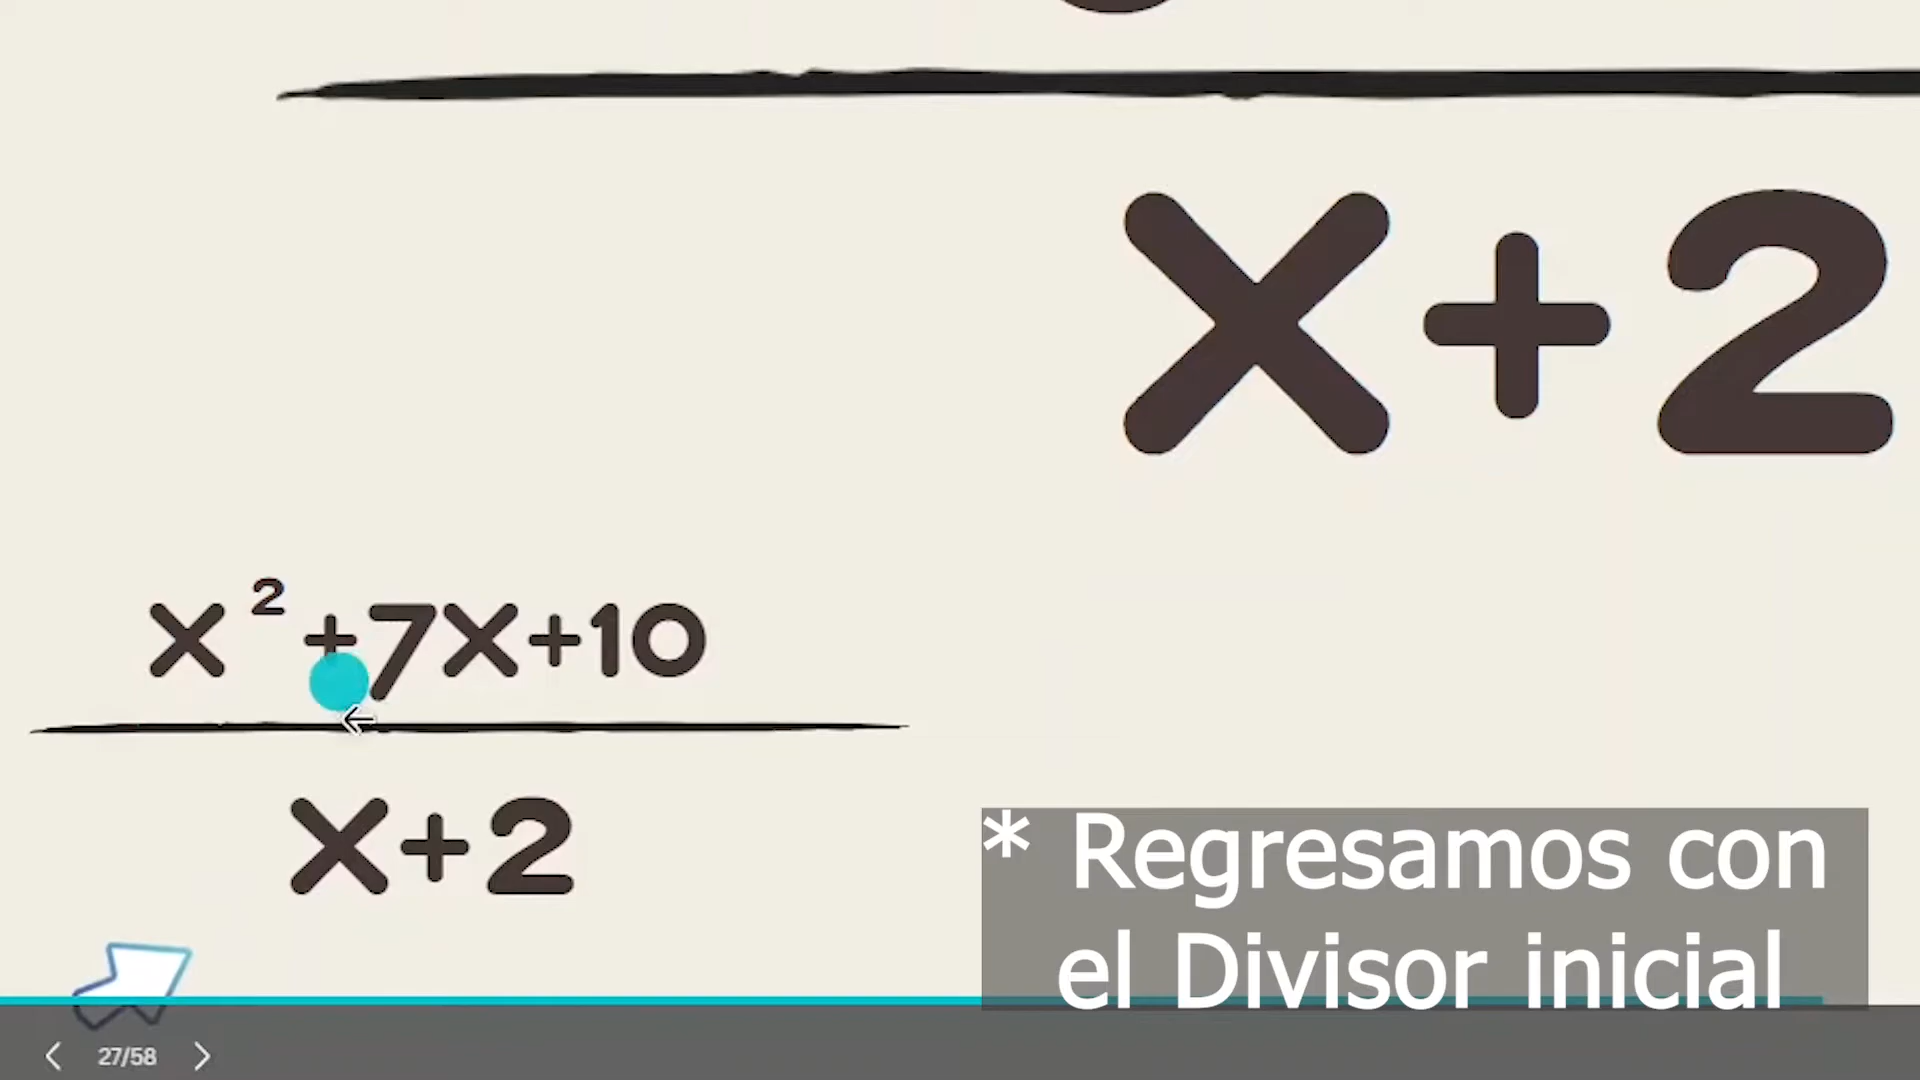 x+2
x²+7x+10
x+2
* Regresamos con
el Divisor inicial
27/58